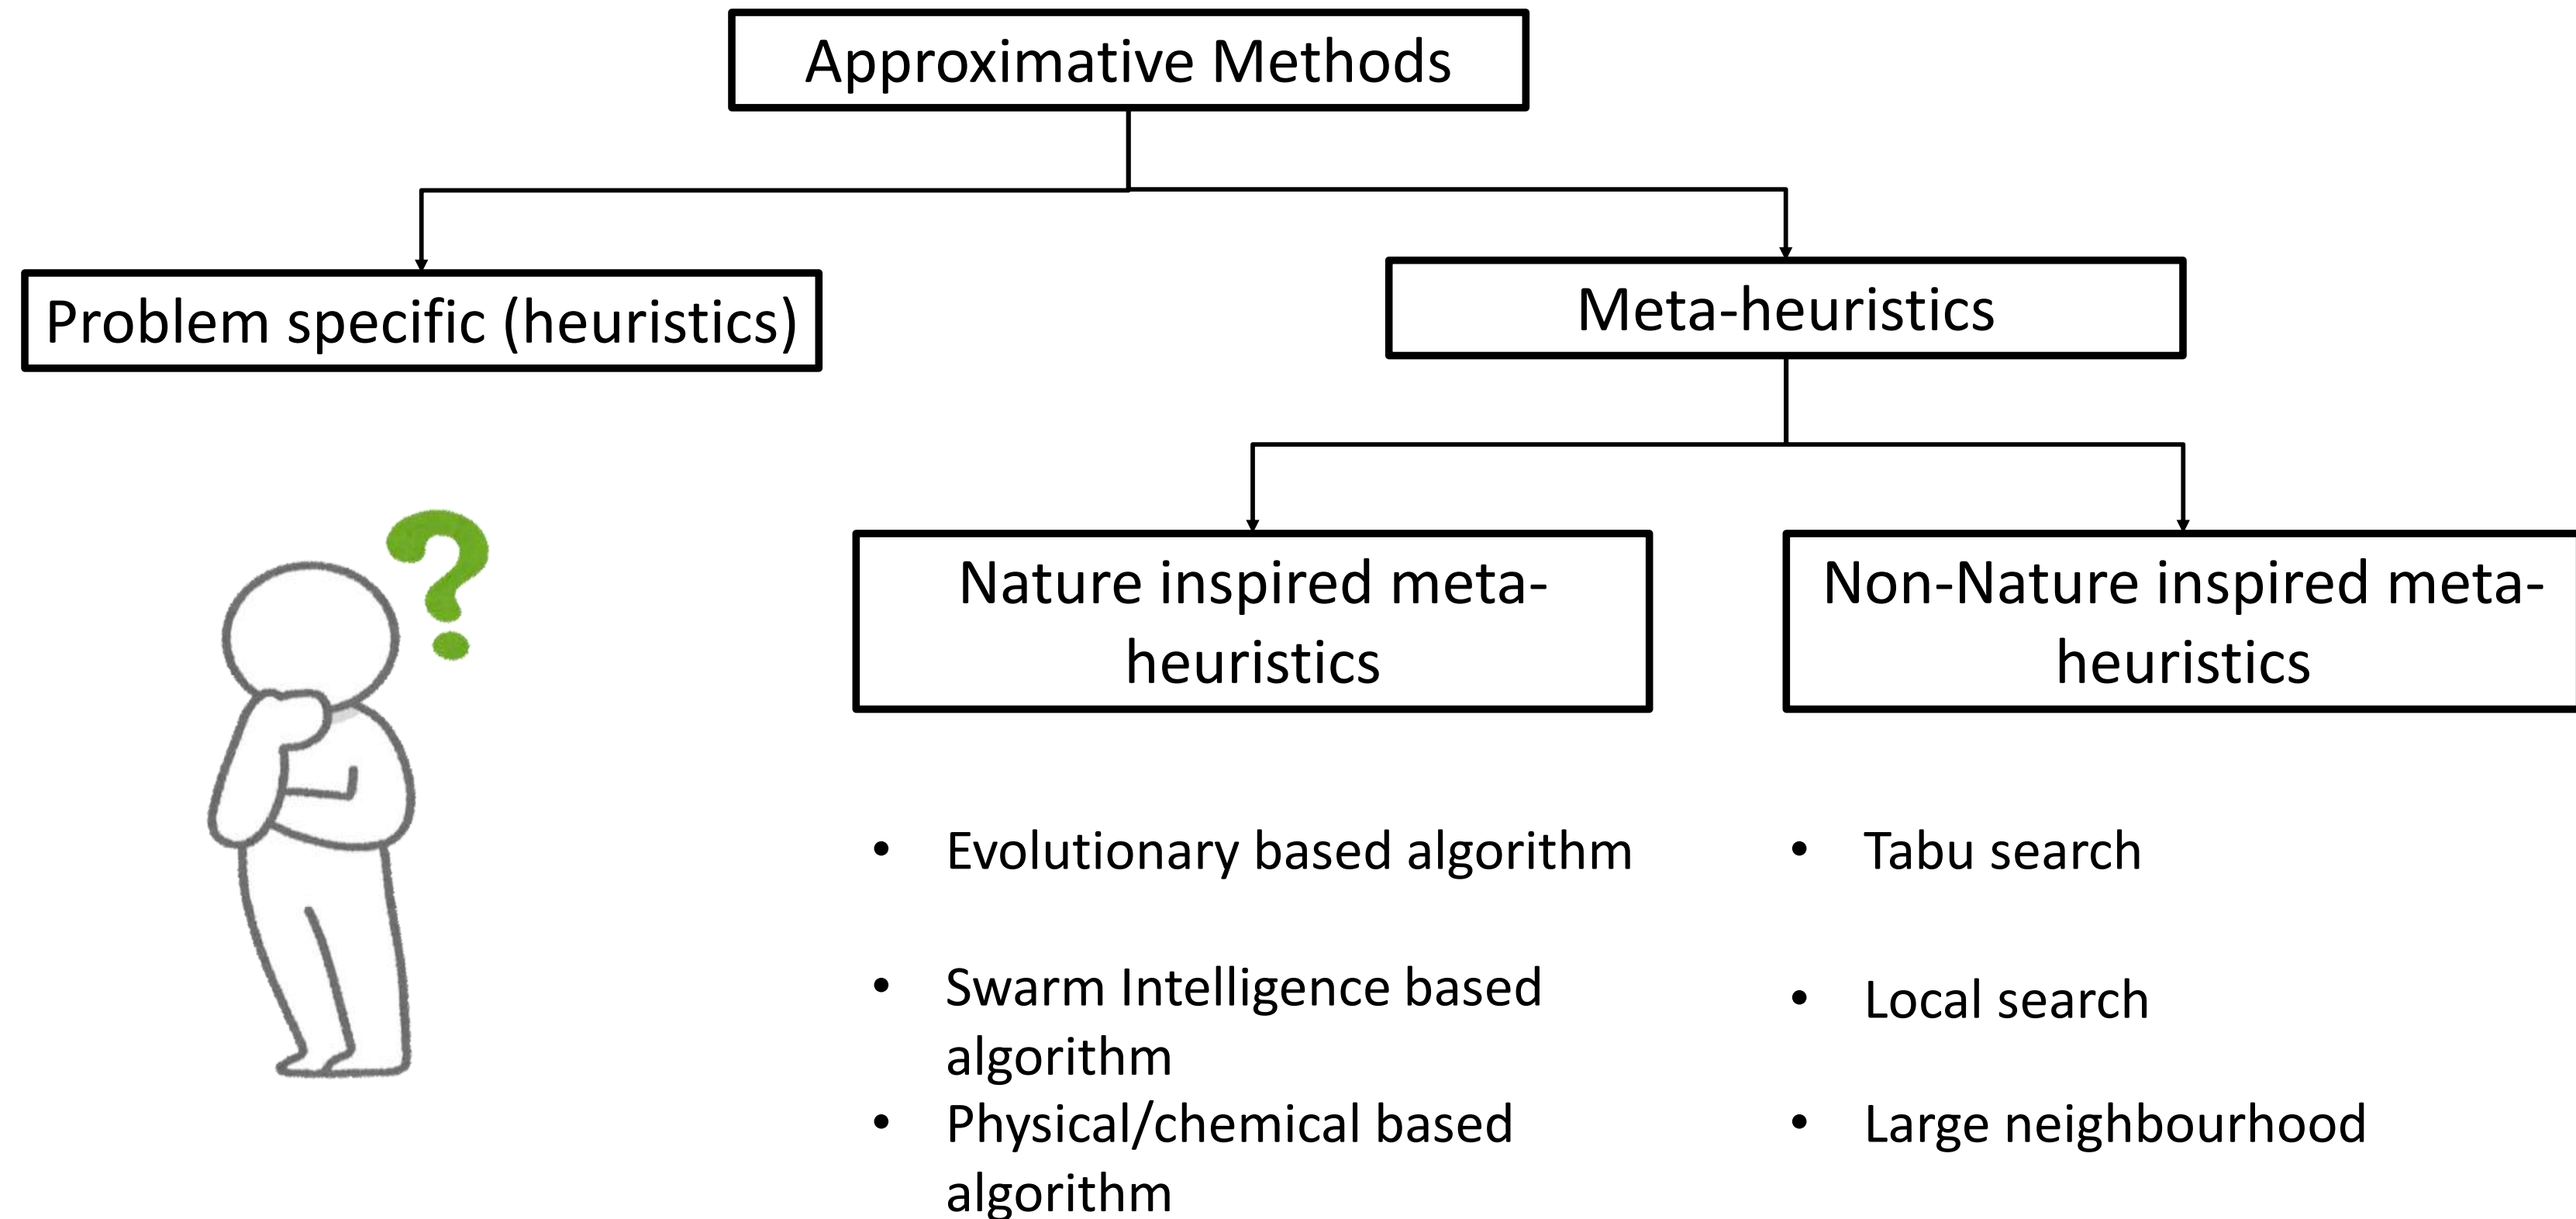 Approximative Methods
Problem specific (heuristics)
Meta-heuristics
Nature inspired meta-
heuristics
Non-Nature inspired meta-
heuristics
?
• Evolutionary based algorithm
• Swarm Intelligence based
algorithm
• Physical/chemical based
algorithm
• Tabu search
• Local search
• Large neighbourhood